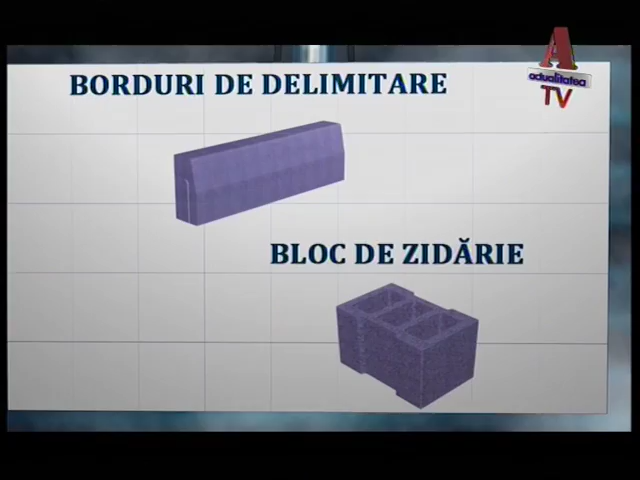 BORDURI DE DELIMITARE
A
actualitatea
TV
BLOC DE ZIDĂRIE